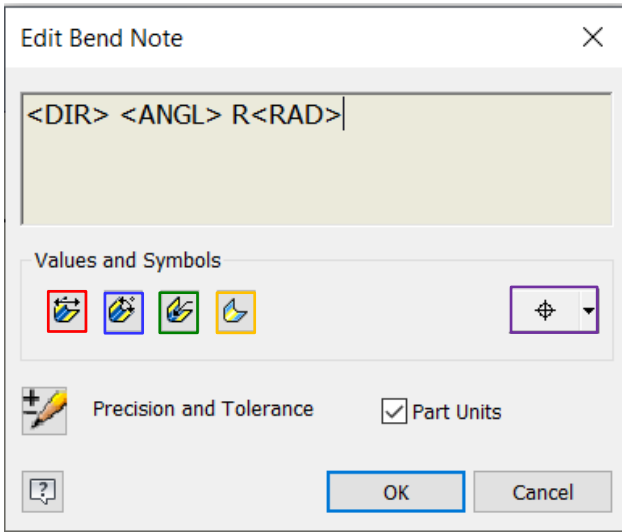 Edit Bend Note
<DIR> <ANGL> R<RAD>
Values and Symbols
Precision and Tolerance
Part Units
OK
Cancel